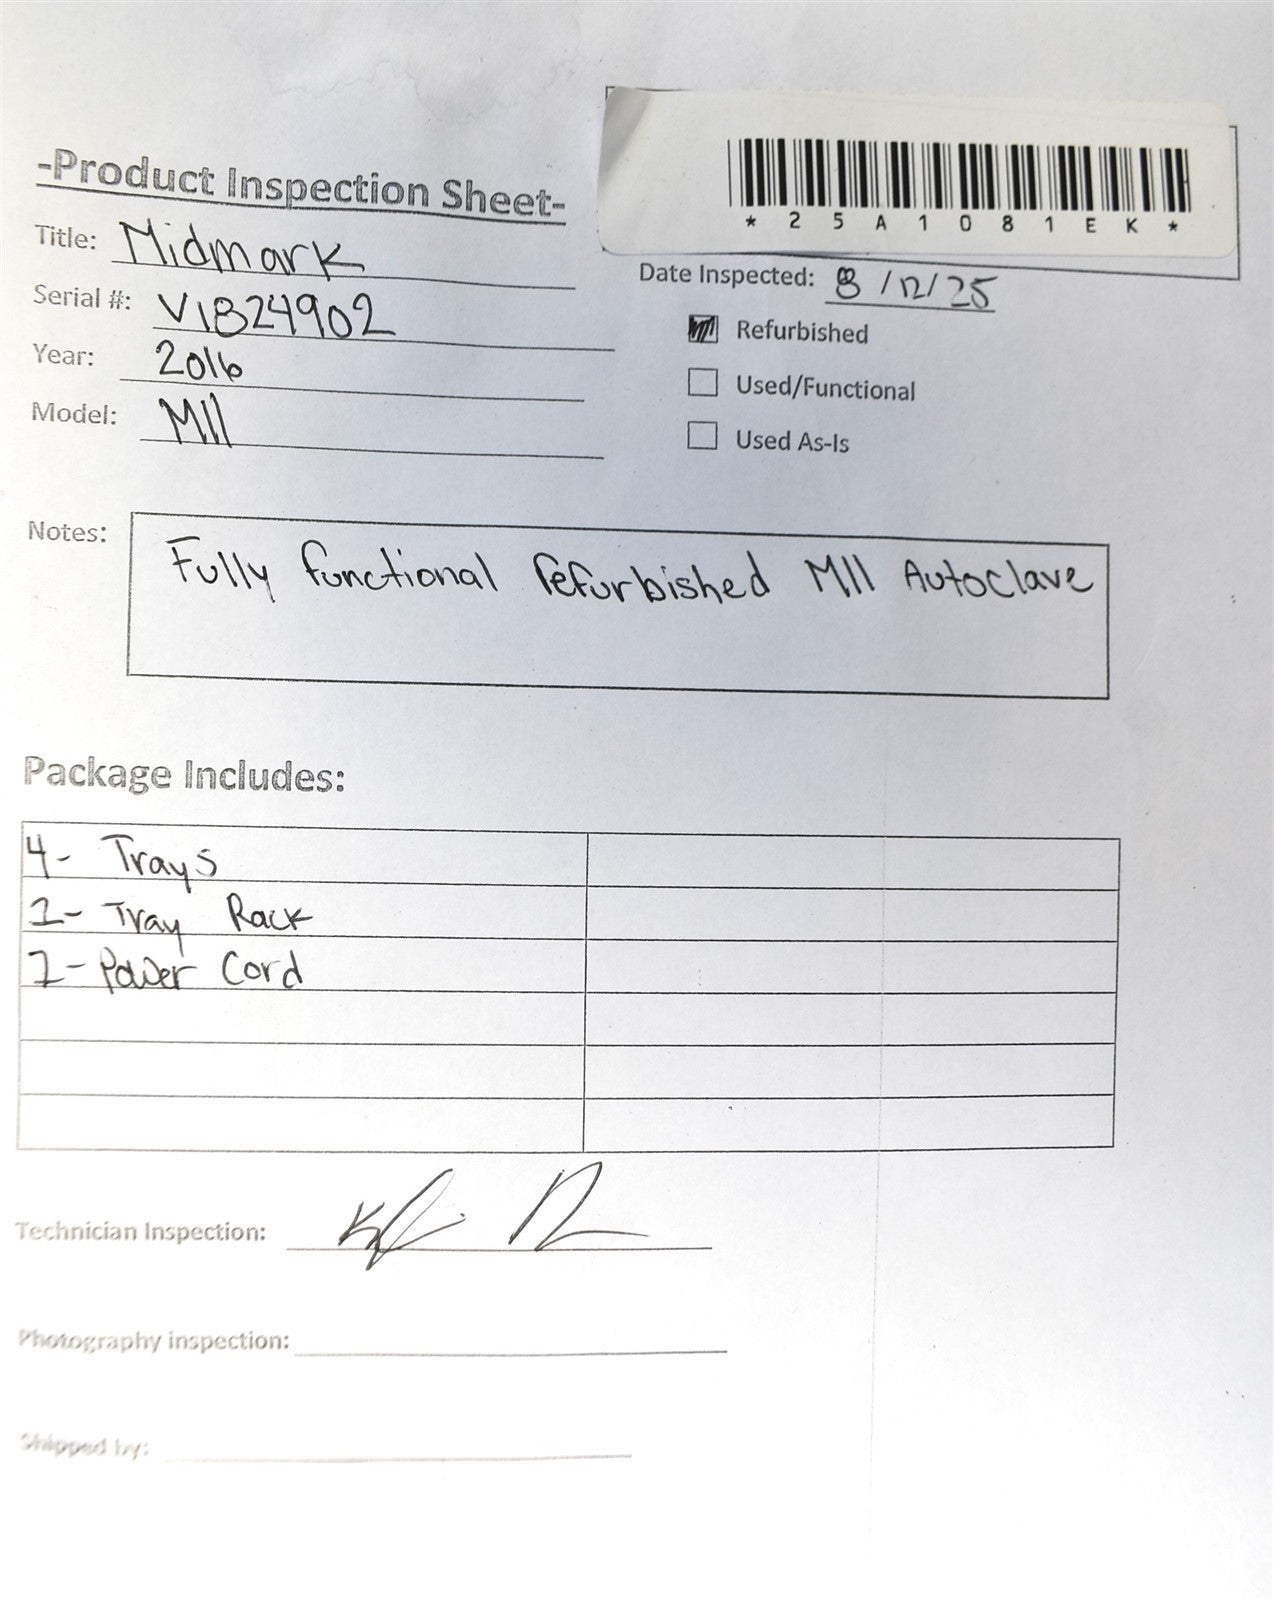 -Product Inspection Sheet-
*25A1081EK*
Title: Midmark
Date Inspected: 8/12/25
Serial #: V1824902
Refurbished
Year: 2016
Used/Functional
Model: M11
Used As-Is
Notes: Fully functional refurbished M11 Autoclave
Package Includes:
4- Trays
1- Tray Rack
1- Power Cord
Technician Inspection:
Photography inspection:
Shipped by: